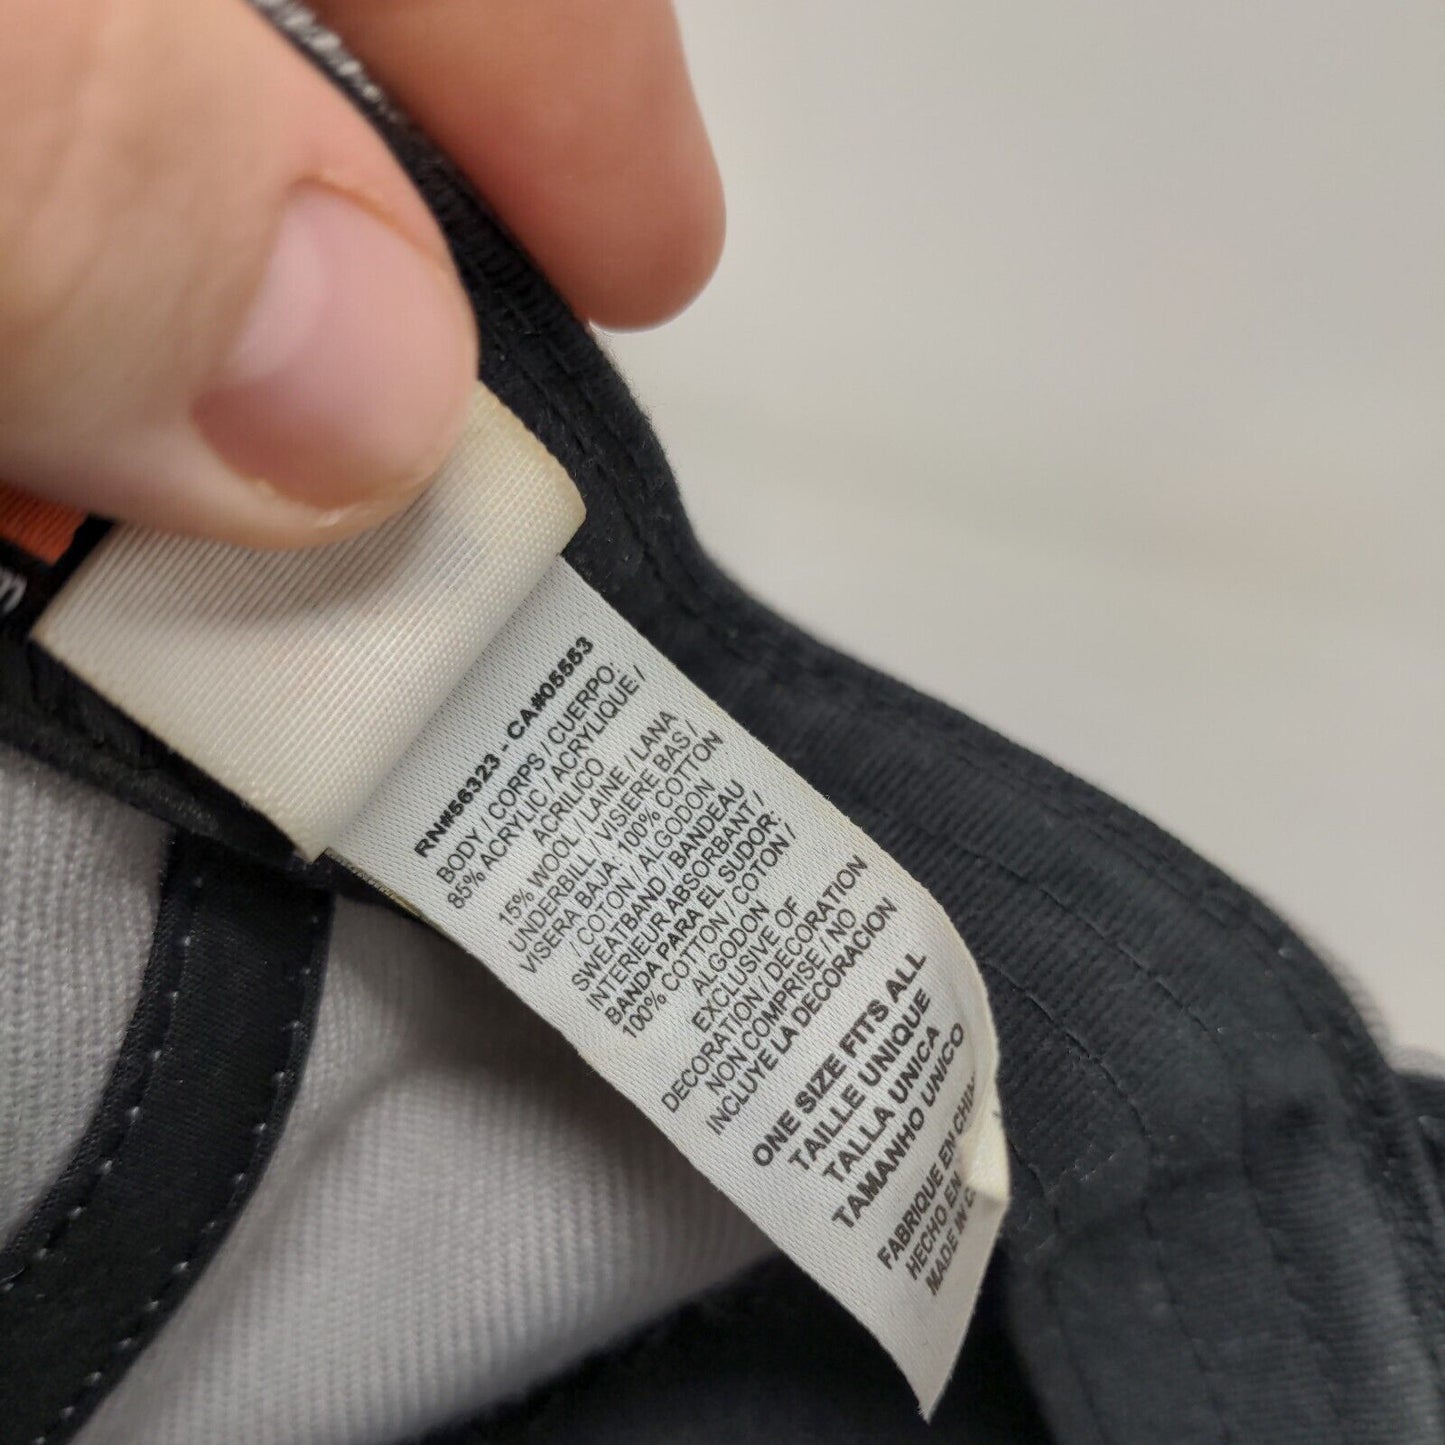 RN#56323 - CA#05553
BODY / CORPS / CUERPO:
85% ACRYLIC / ACRYLIQUE /
ACRILICO
15% WOOL / LAINE / LANA
UNDERBILL / VISIERE BAS /
VISERA BAJA: 100% COTTON
/ COTON / ALGODON
SWEATBAND / BANDEAU
INTERIEUR ABSORBANT /
BANDA PARA EL SUDOR:
100% COTTON / COTON /
ALGODON
EXCLUSIVE OF
DECORATION / DECORATION
NON COMPRISE / NO
INCLUYE LA DECORACION
ONE SIZE FITS ALL
TAILLE UNIQUE
TALLA UNICA
TAMANHO UNICO
FABRIQUE EN CHIN
HECHO EN
MADE IN C